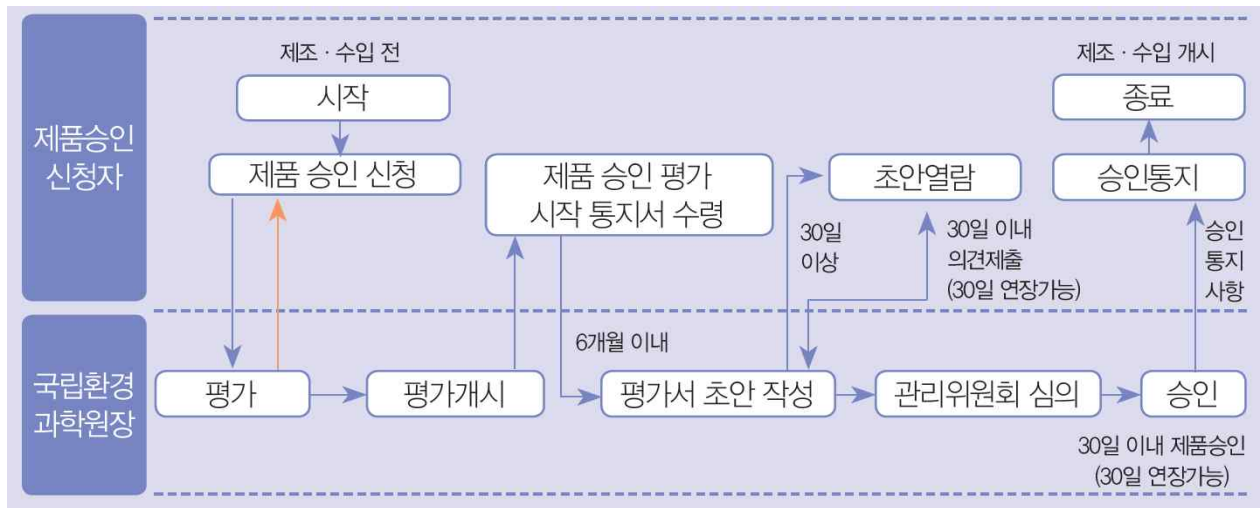 제품승인
신청자
제조 · 수입 전
시작
제품 승인 신청
제품 승인 평가
시작 통지서 수령
30일
이상
초안열람
30일 이내
의견제출
(30일 연장가능)
제조 · 수입 개시
종료
승인통지
승인
통지
사항
국립환경
과학원장
평가
평가개시
6개월 이내
평가서 초안 작성
관리위원회 심의
승인
30일 이내 제품승인
(30일 연장가능)